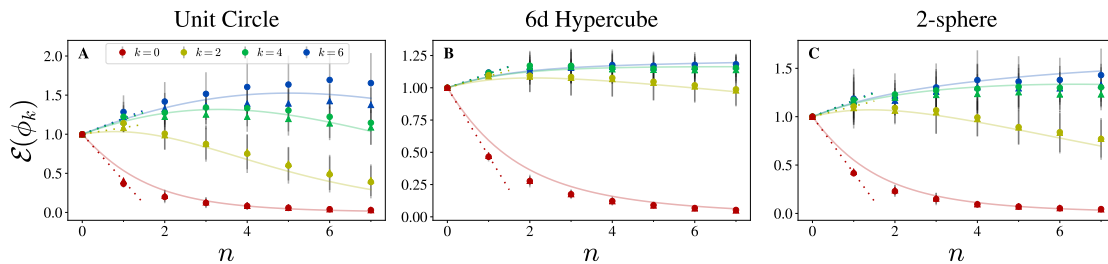 Unit Circle
6d Hypercube
2-sphere
A
k = 0
k = 2
k = 4
k = 6
B
C
ℰ(ϕₖ)
2.0
1.5
1.0
0.5
0.0
0 2 4 6
n
1.25
1.00
0.75
0.50
0.25
0.00
0 2 4 6
n
1.5
1.0
0.5
0.0
0 2 4 6
n